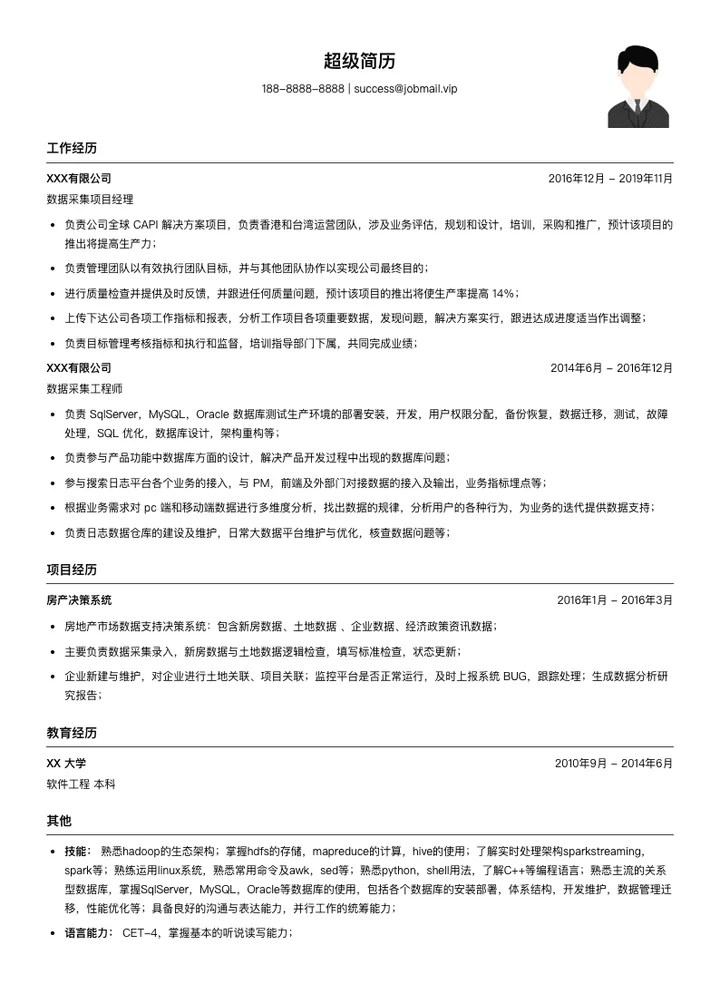 超级简历
188-8888-8888 | success@jobmail.vip
工作经历
XXX有限公司 2016年12月 - 2019年11月
数据采集项目经理
• 负责公司全球 CAPI 解决方案项目，负责香港和台湾运营团队，涉及业务评估，规划和设计，培训，采购和推广，预计该项目的
推出将提高生产力；
• 负责管理团队以有效执行团队目标，并与其他团队协作以实现公司最终目的；
• 进行质量检查并提供及时反馈，并跟进任何质量问题，预计该项目的推出将使生产率提高 14%；
• 上传下达公司各项工作指标和报表，分析工作项目各项重要数据，发现问题，解决方案实行，跟进达成进度适当作出调整；
• 负责目标管理考核指标和执行和监督，培训指导部门下属，共同完成业绩；
XXX有限公司 2014年6月 - 2016年12月
数据采集工程师
• 负责 SqlServer，MySQL，Oracle 数据库测试生产环境的部署安装，开发，用户权限分配，备份恢复，数据迁移，测试，故障
处理，SQL 优化，数据库设计，架构重构等；
• 负责参与产品功能中数据库方面的设计，解决产品开发过程中出现的数据库问题；
• 参与搜索日志平台各个业务的接入，与 PM，前端及外部门对接数据的接入及输出，业务指标埋点等；
• 根据业务需求对 pc 端和移动端数据进行多维度分析，找出数据的规律，分析用户的各种行为，为业务的迭代提供数据支持；
• 负责日志数据仓库的建设及维护，日常大数据平台维护与优化，核查数据问题等；
项目经历
房产决策系统 2016年1月 - 2016年3月
• 房地产市场数据支持决策系统：包含新房数据、土地数据 、企业数据、经济政策资讯数据；
• 主要负责数据采集录入，新房数据与土地数据逻辑检查，填写标准检查，状态更新；
• 企业新建与维护，对企业进行土地关联、项目关联；监控平台是否正常运行，及时上报系统 BUG，跟踪处理；生成数据分析研
究报告；
教育经历
XX 大学 2010年9月 - 2014年6月
软件工程 本科
其他
• 技能： 熟悉hadoop的生态架构；掌握hdfs的存储，mapreduce的计算，hive的使用；了解实时处理架构sparkstreaming，
spark等；熟练运用linux系统，熟悉常用命令及awk，sed等；熟悉python，shell用法，了解C++等编程语言；熟悉主流的关系
型数据库，掌握SqlServer，MySQL，Oracle等数据库的使用，包括各个数据库的安装部署，体系结构，开发维护，数据管理迁
移，性能优化等；具备良好的沟通与表达能力，并行工作的统筹能力；
• 语言能力： CET-4，掌握基本的听说读写能力；